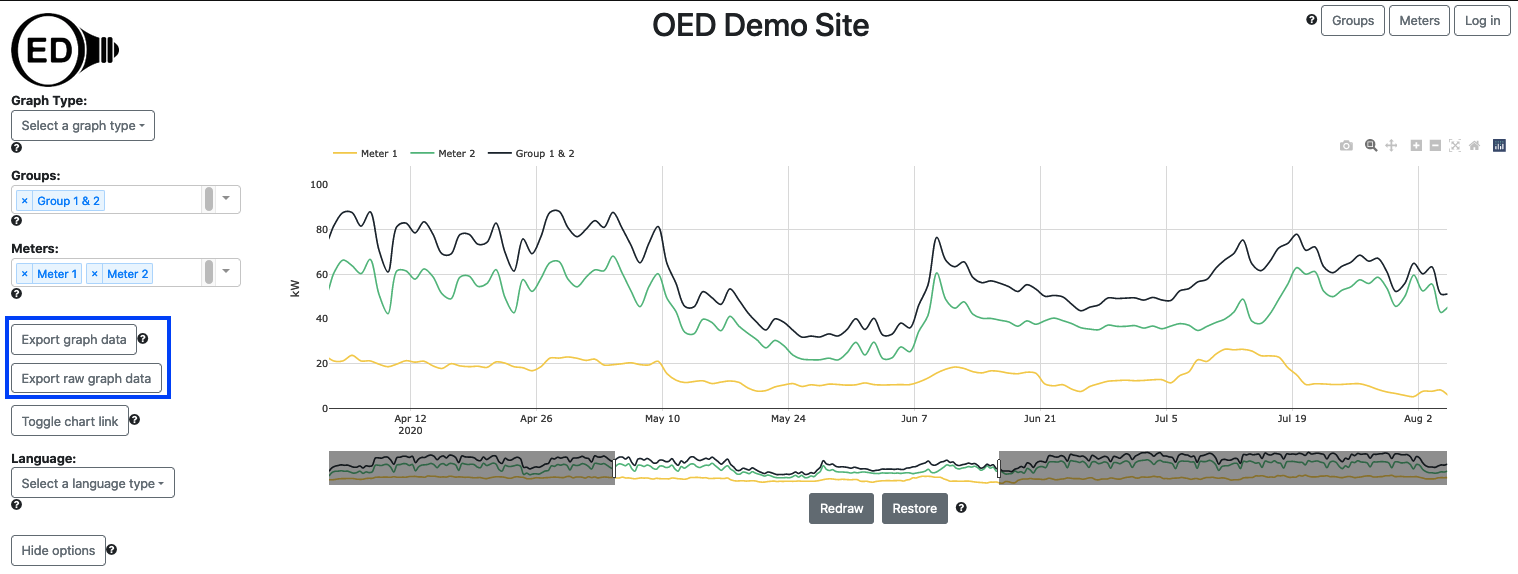 OED Demo Site
? Groups Meters Log in
ED
Graph Type:
Select a graph type
?
Groups:
× Group 1 & 2
?
Meters:
× Meter 1 × Meter 2
?
Export graph data ?
Export raw graph data
Toggle chart link ?
Language:
Select a language type
?
Hide options ?
Meter 1 Meter 2 Group 1 & 2
100
80
60
40
20
0
kW
Apr 12 Apr 26 May 10 May 24 Jun 7 Jun 21 Jul 5 Jul 19 Aug 2
2020
Redraw Restore ?